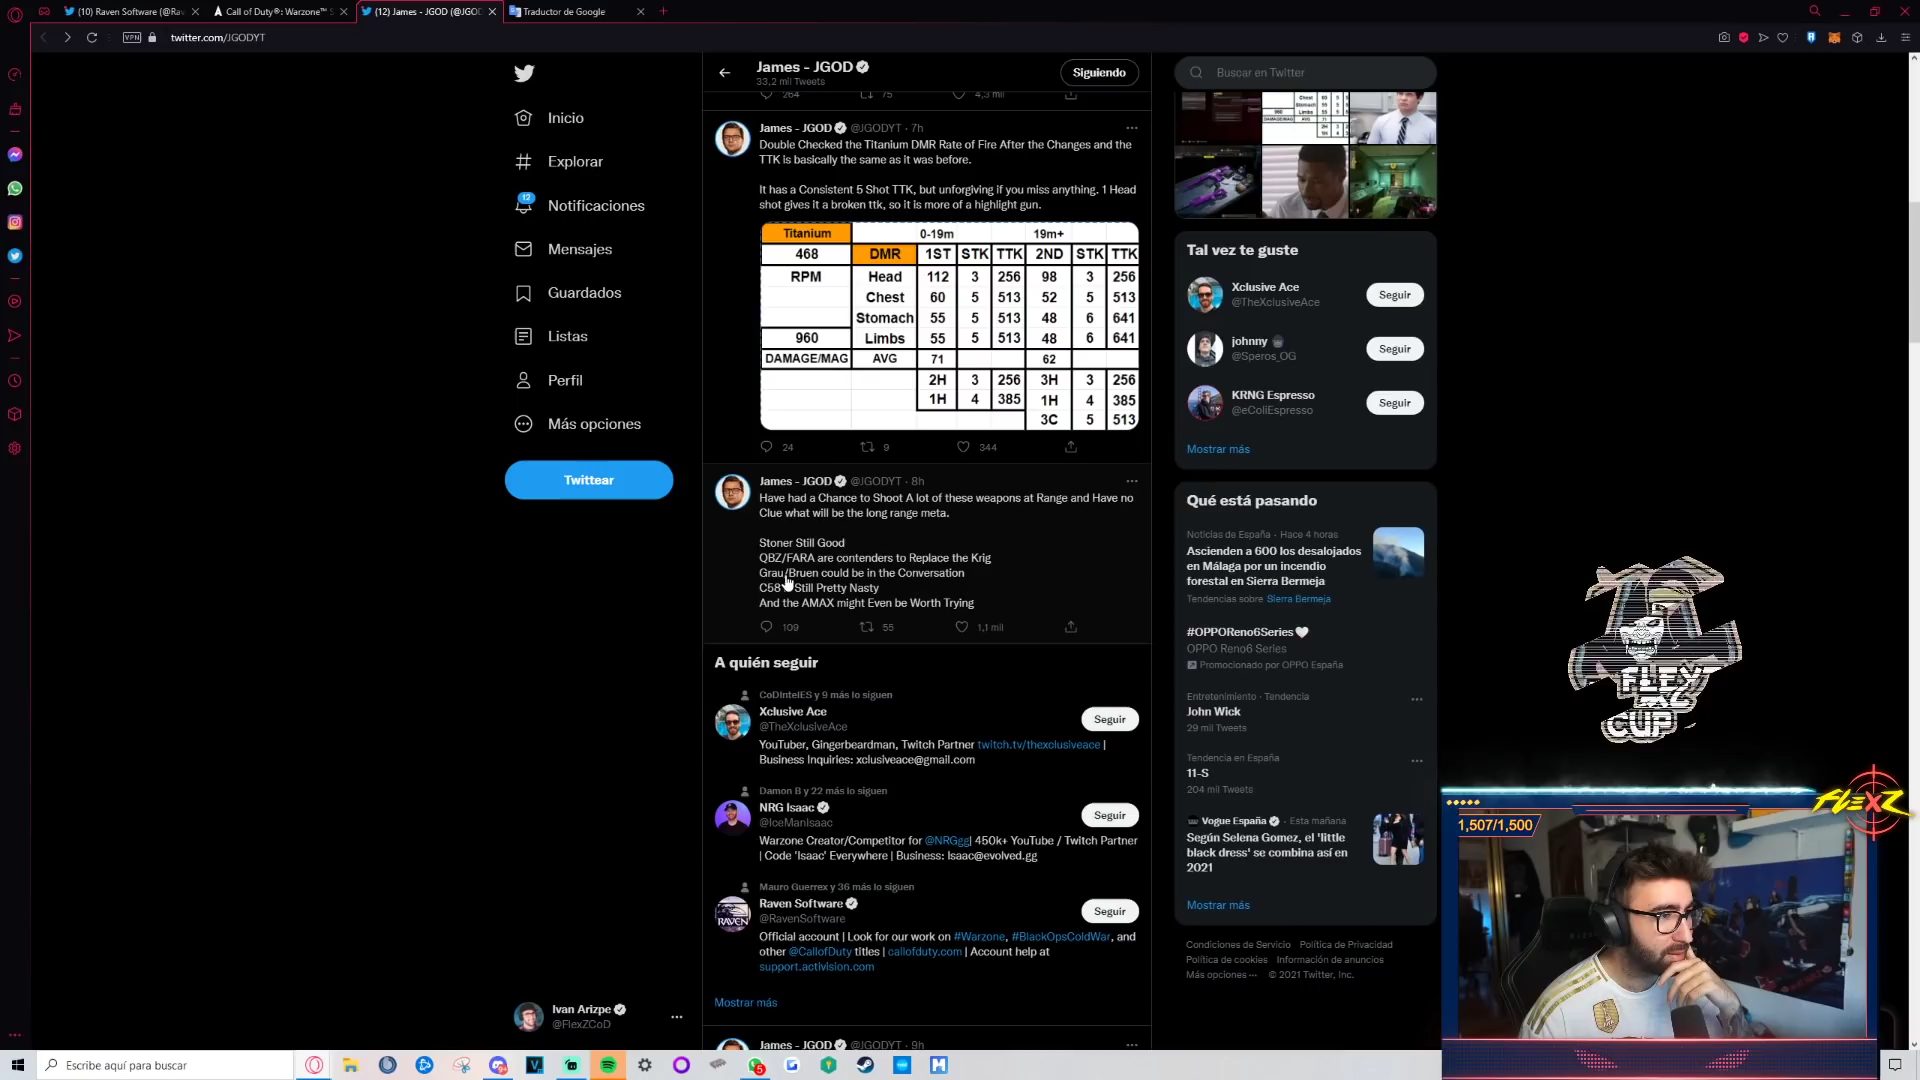 (10) Raven Software (@Rav
Call of Duty®: Warzone™ S
(12) James - JGOD (@JGOD
Traductor de Google
VPN
twitter.com/JGODYT
Inicio
Explorar
12
Notificaciones
Mensajes
Guardados
Listas
Perfil
Más opciones
Twittear
Ivan Arizpe
@FlexZCoD
James - JGOD
33,2 mil Tweets
Siguiendo
264
75
4,3 mil
James - JGOD @JGODYT · 7h
Double Checked the Titanium DMR Rate of Fire After the Changes and the
TTK is basically the same as it was before.
It has a Consistent 5 Shot TTK, but unforgiving if you miss anything. 1 Head
shot gives it a broken ttk, so it is more of a highlight gun.
Titanium 0-19m 19m+
468 DMR 1ST STK TTK 2ND STK TTK
RPM Head 112 3 256 98 3 256
Chest 60 5 513 52 5 513
Stomach 55 5 513 48 6 641
960 Limbs 55 5 513 48 6 641
DAMAGE/MAG AVG 71 62
2H 3 256 3H 3 256
1H 4 385 1H 4 385
3C 5 513
24
9
344
James - JGOD @JGODYT · 8h
Have had a Chance to Shoot A lot of these weapons at Range and Have no
Clue what will be the long range meta.
Stoner Still Good
QBZ/FARA are contenders to Replace the Krig
Grau/Bruen could be in the Conversation
C58 Still Pretty Nasty
And the AMAX might Even be Worth Trying
109
55
1,1 mil
A quién seguir
CoDIntelES y 9 más lo siguen
Xclusive Ace
@TheXclusiveAce
Seguir
YouTuber, Gingerbeardman, Twitch Partner twitch.tv/thexclusiveace |
Business Inquiries: xclusiveace@gmail.com
Damon B y 22 más lo siguen
NRG Isaac
@IceManIsaac
Seguir
Warzone Creator/Competitor for @NRGgg| 450k+ YouTube / Twitch Partner
| Code 'Isaac' Everywhere | Business: Isaac@evolved.gg
Mauro Guerrex y 36 más lo siguen
Raven Software
@RavenSoftware
Seguir
RAVEN
Official account | Look for our work on #Warzone, #BlackOpsColdWar, and
other @CallofDuty titles | callofduty.com | Account help at
support.activision.com
Mostrar más
James - JGOD @JGODYT · 9h
Buscar en Twitter
Tal vez te guste
Xclusive Ace
@TheXclusiveAce
Seguir
johnny
@Speros_OG
Seguir
KRNG Espresso
@eColiEspresso
Seguir
Mostrar más
Qué está pasando
Noticias de España · Hace 4 horas
Ascienden a 600 los desalojados
en Málaga por un incendio
forestal en Sierra Bermeja
Tendencias sobre Sierra Bermeja
#OPPOReno6Series
OPPO Reno6 Series
Promocionado por OPPO España
Entretenimiento · Tendencia
John Wick
29 mil Tweets
Tendencia en España
11-S
204 mil Tweets
Vogue España · Esta mañana
Según Selena Gomez, el 'little
black dress' se combina así en
2021
Mostrar más
Condiciones de Servicio Política de Privacidad
Política de cookies Información de anuncios
Más opciones ··· © 2021 Twitter, Inc.
CUP
FLEXZ
1,507/1,500
Escribe aquí para buscar
5